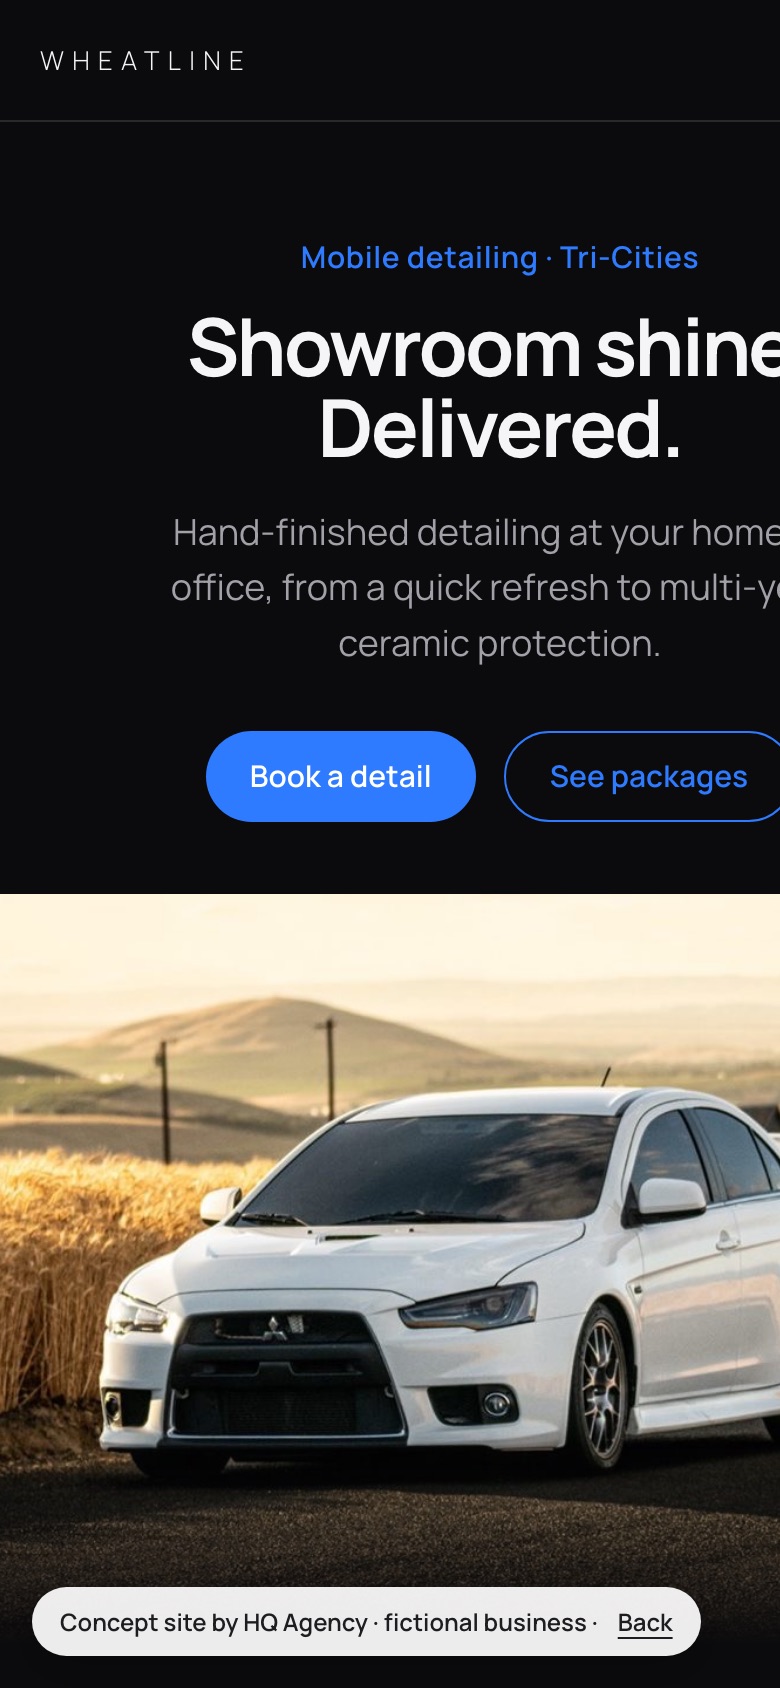 WHEATLINE
Mobile detailing · Tri-Cities
Showroom shine
Delivered.
Hand-finished detailing at your home
office, from a quick refresh to
ceramic protection.
Book a detail
See packages
Concept site by HQ Agency · fictional business · Back